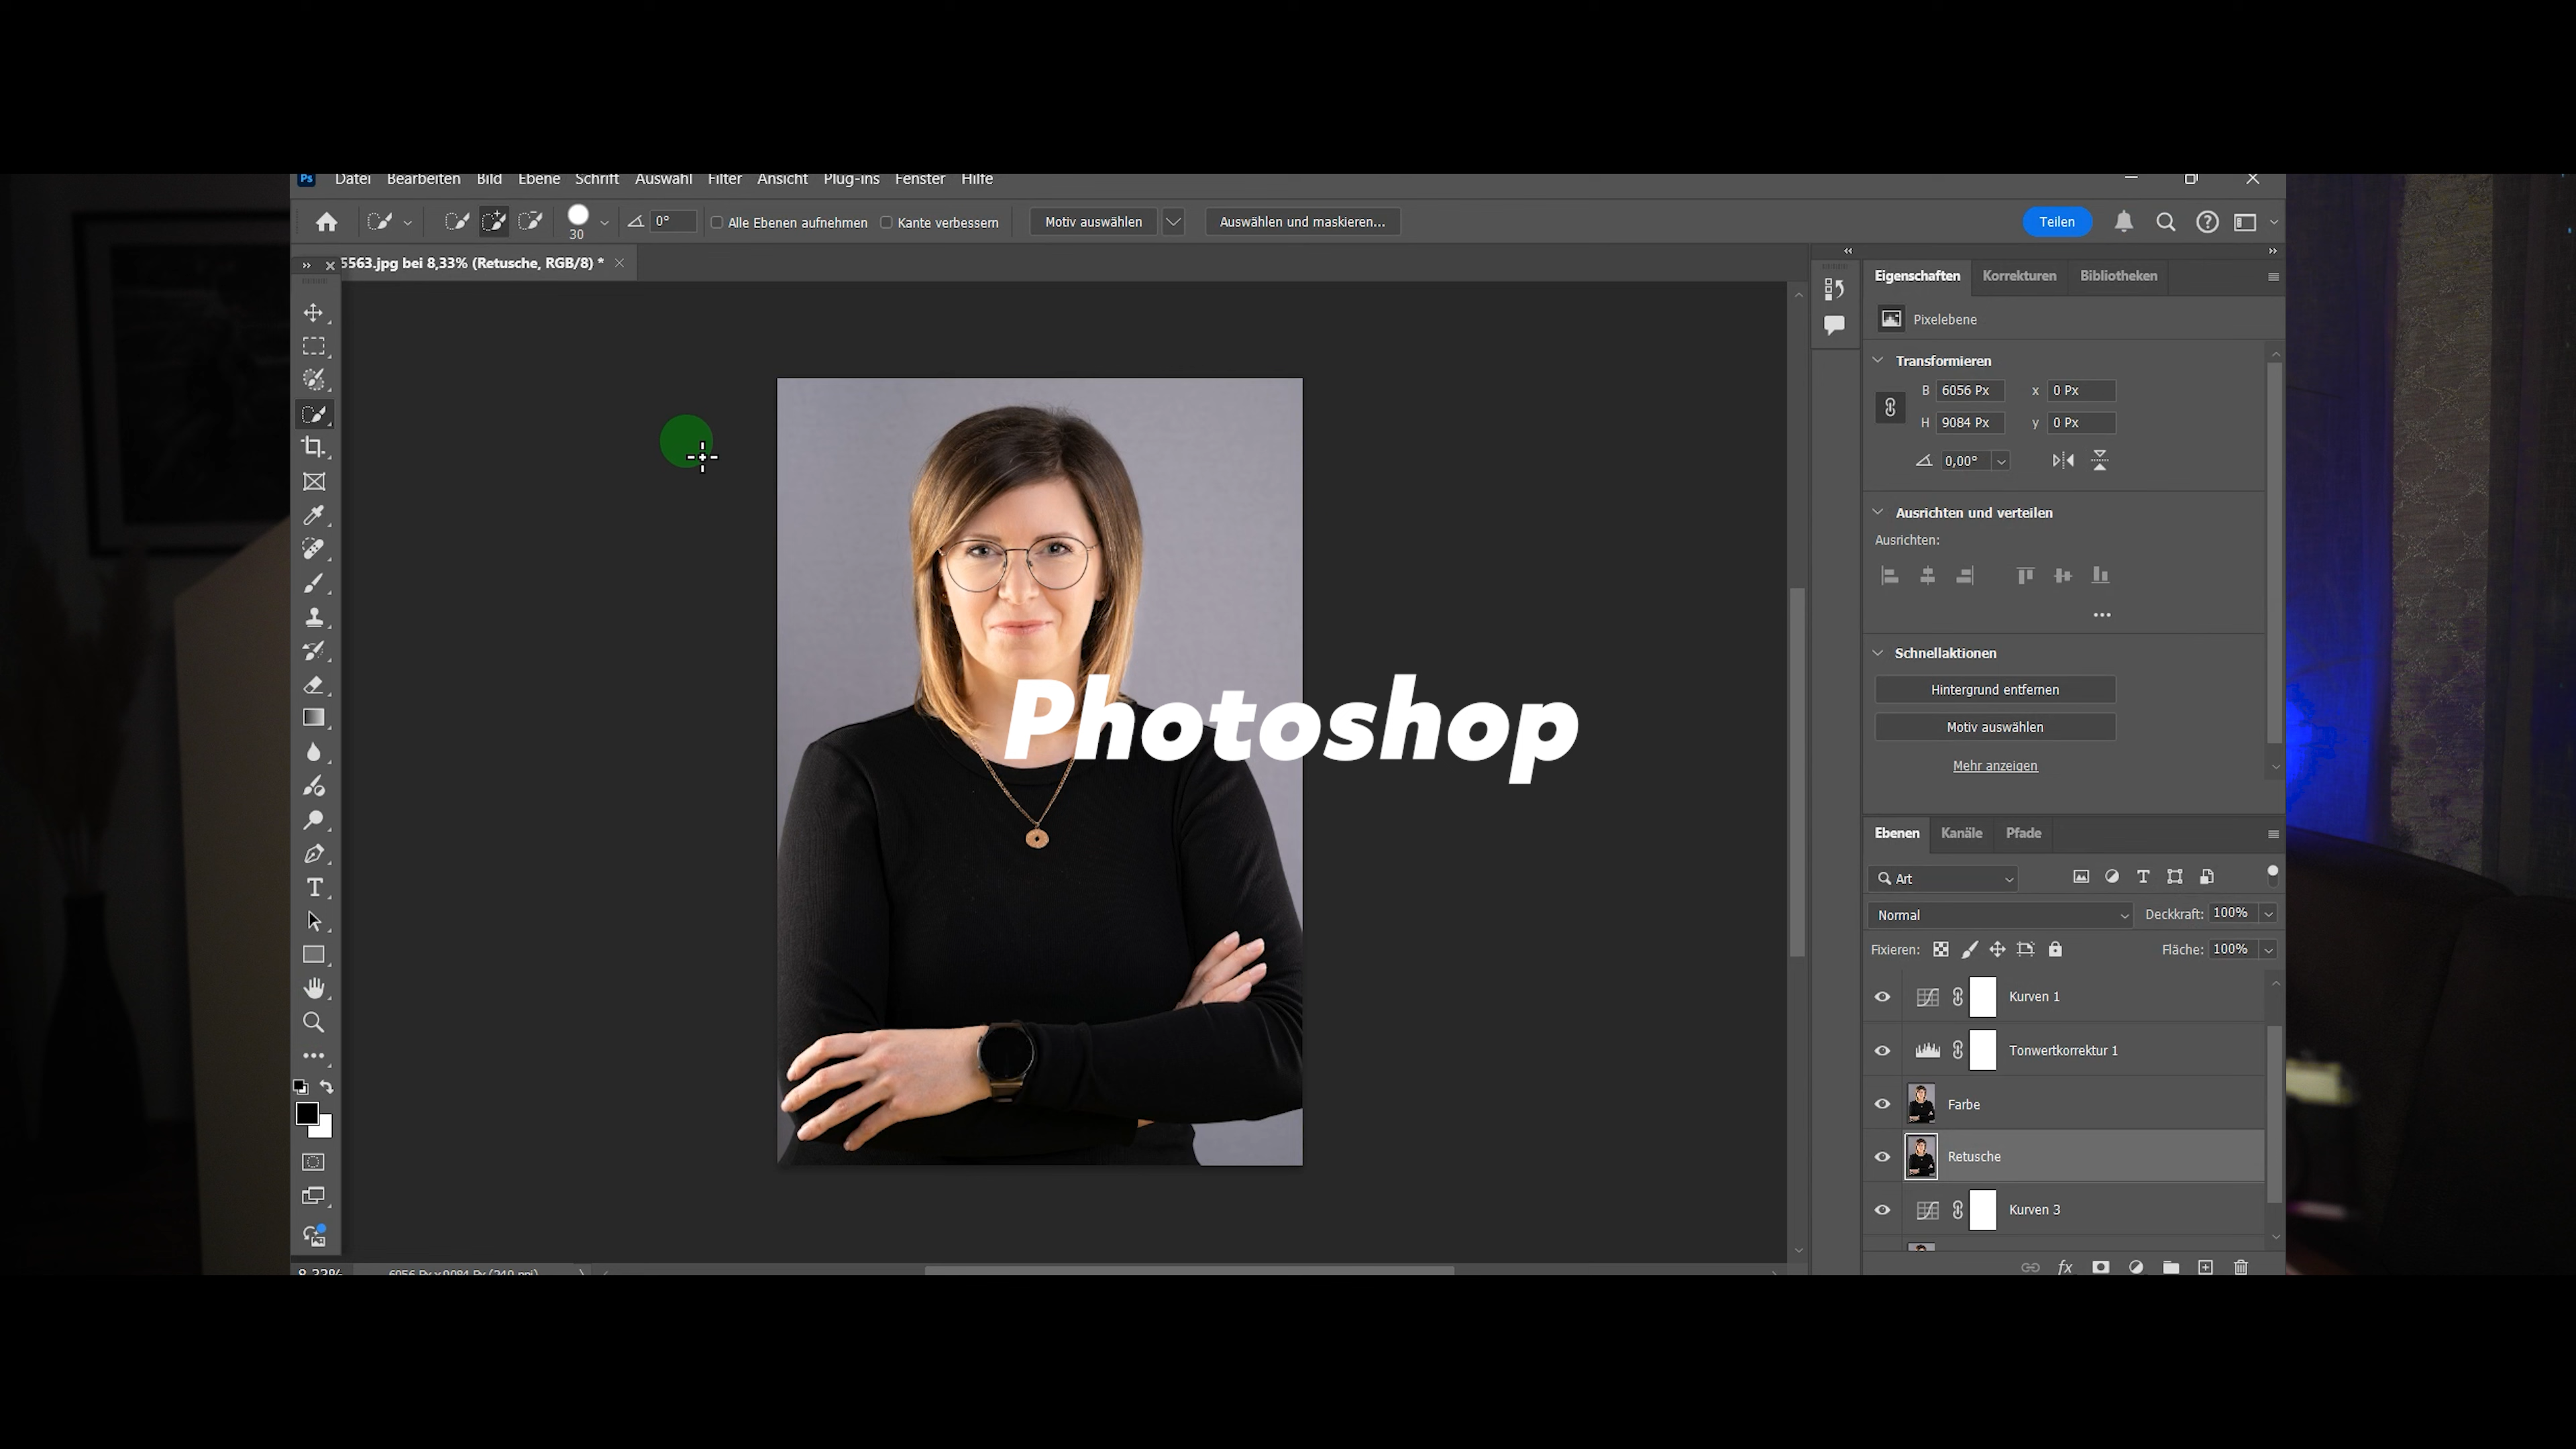 Ps Datei Bearbeiten Bild Ebene Schrift Auswahl Filter Ansicht Plug-ins Fenster Hilfe
30 0° Alle Ebenen aufnehmen Kante verbessern Motiv auswählen Auswählen und maskieren... Teilen
5563.jpg bei 8,33% (Retusche, RGB/8) *
Eigenschaften Korrekturen Bibliotheken
Pixelebene
Transformieren
B 6056 Px x 0 Px
H 9084 Px y 0 Px
0,00°
Ausrichten und verteilen
Ausrichten:
Schnellaktionen
Hintergrund entfernen
Motiv auswählen
Mehr anzeigen
Photoshop
Ebenen Kanäle Pfade
Art
Normal Deckkraft: 100%
Fixieren: Fläche: 100%
Kurven 1
Tonwertkorrektur 1
Farbe
Retusche
Kurven 3
fx
8,33% 6056 Px x 9084 Px (240 ppi)